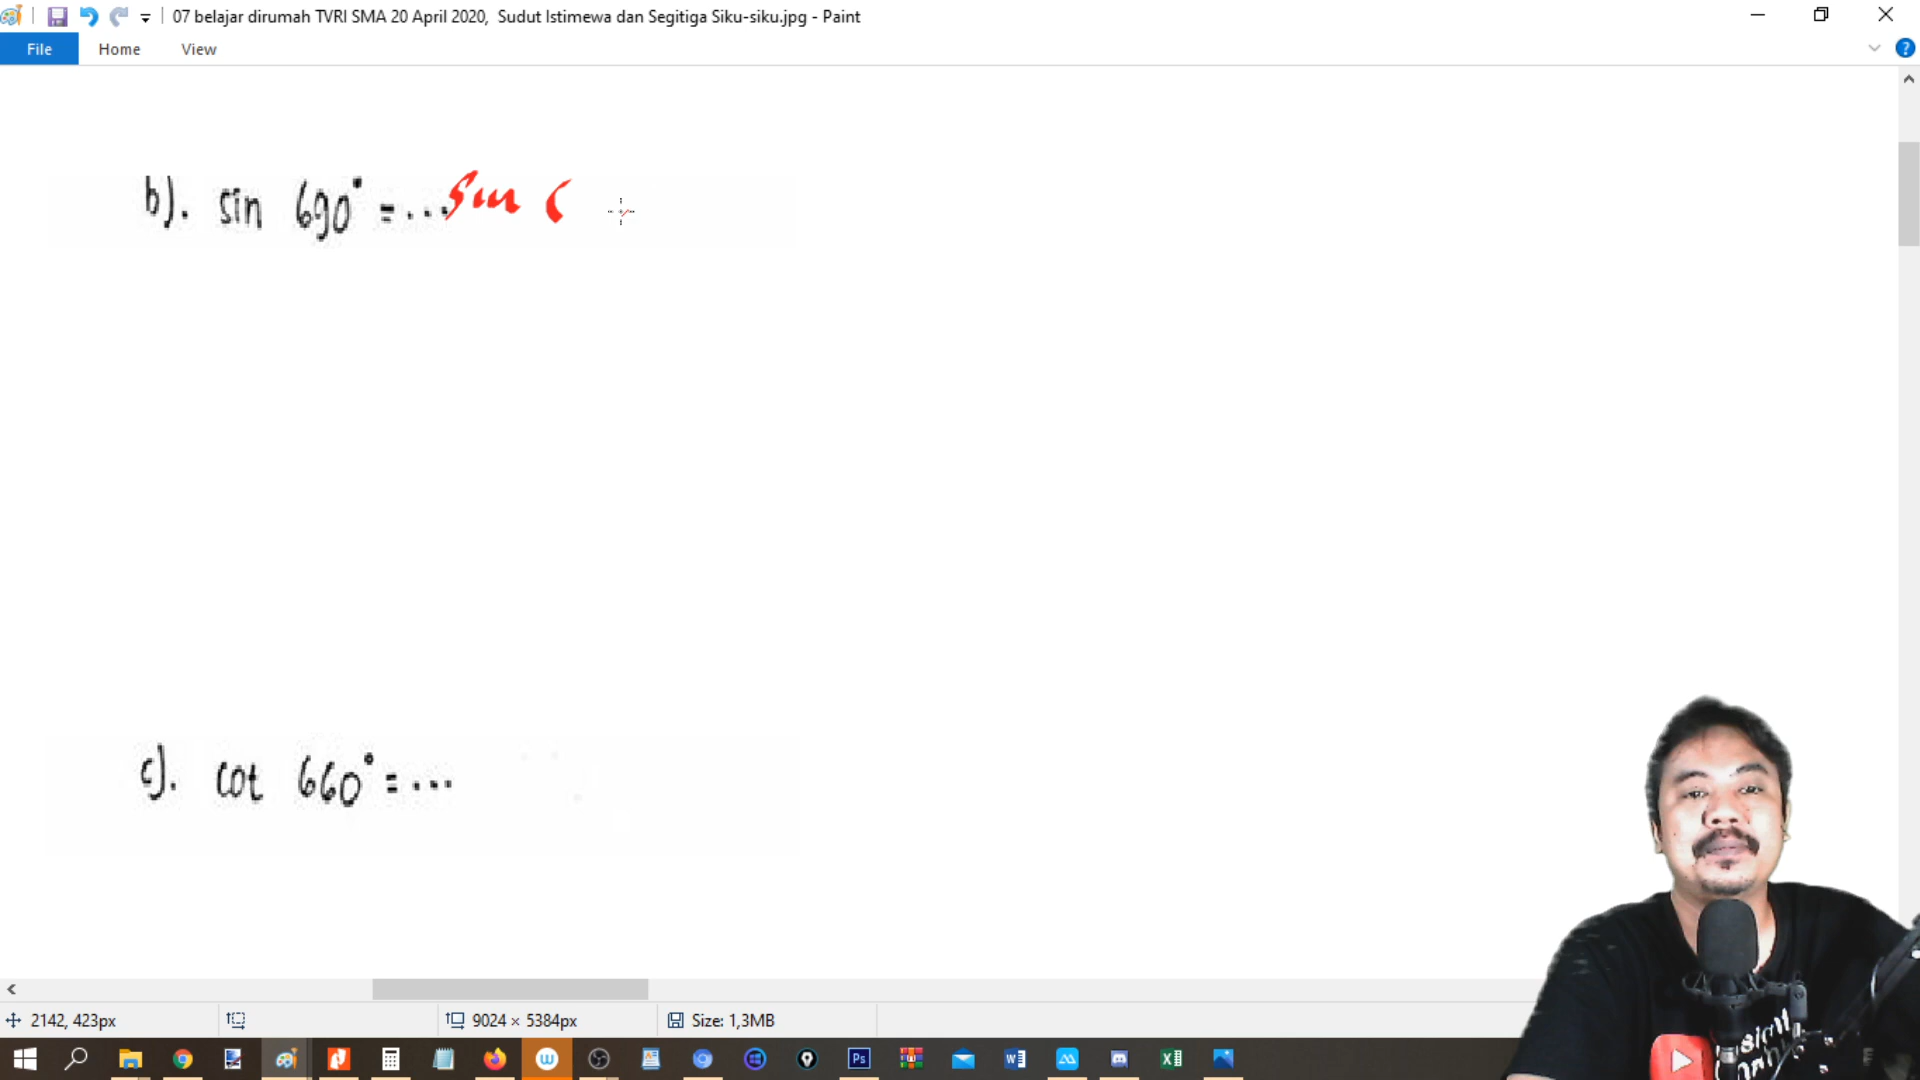 07 belajar dirumah TVRI SMA 20 April 2020, Sudut Istimewa dan Segitiga Siku-siku.jpg - Paint
File Home View
b). sin 690° = ... sin (
c). cot 660° = ...
2142, 423px 9024 × 5384px Size: 1,3MB
Ps